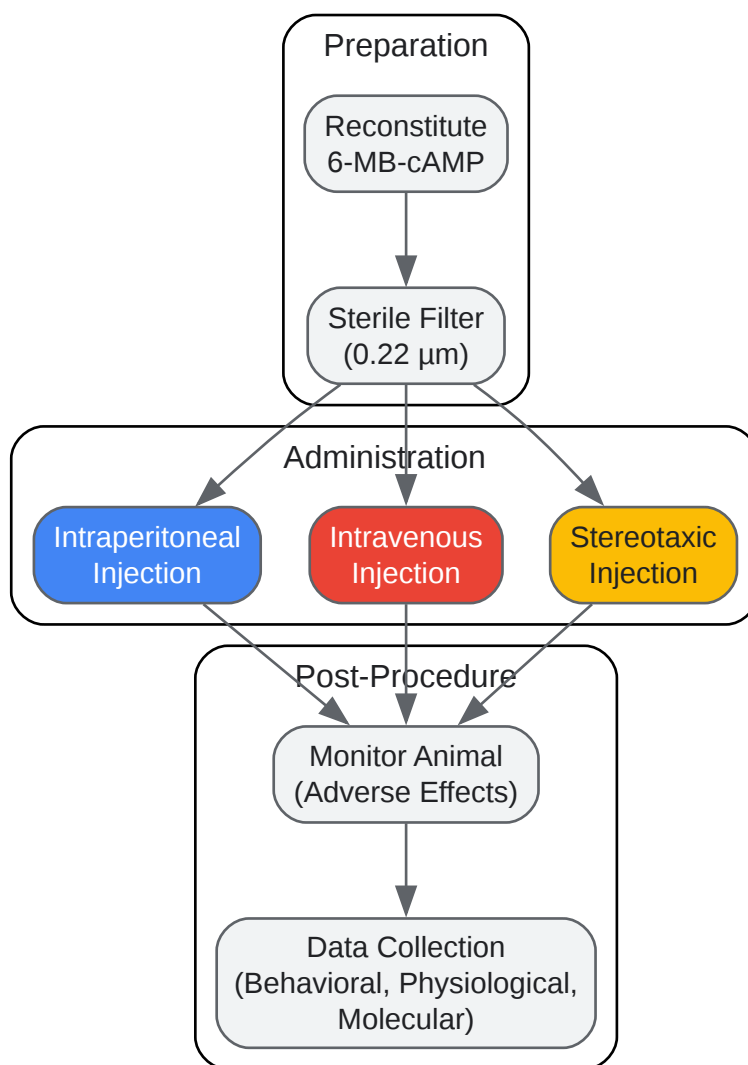 Preparation
Reconstitute
6-MB-cAMP
Sterile Filter
(0.22 µm)
Administration
Intraperitoneal
Injection
Intravenous
Injection
Stereotaxic
Injection
Post-Procedure
Monitor Animal
(Adverse Effects)
Data Collection
(Behavioral, Physiological,
Molecular)